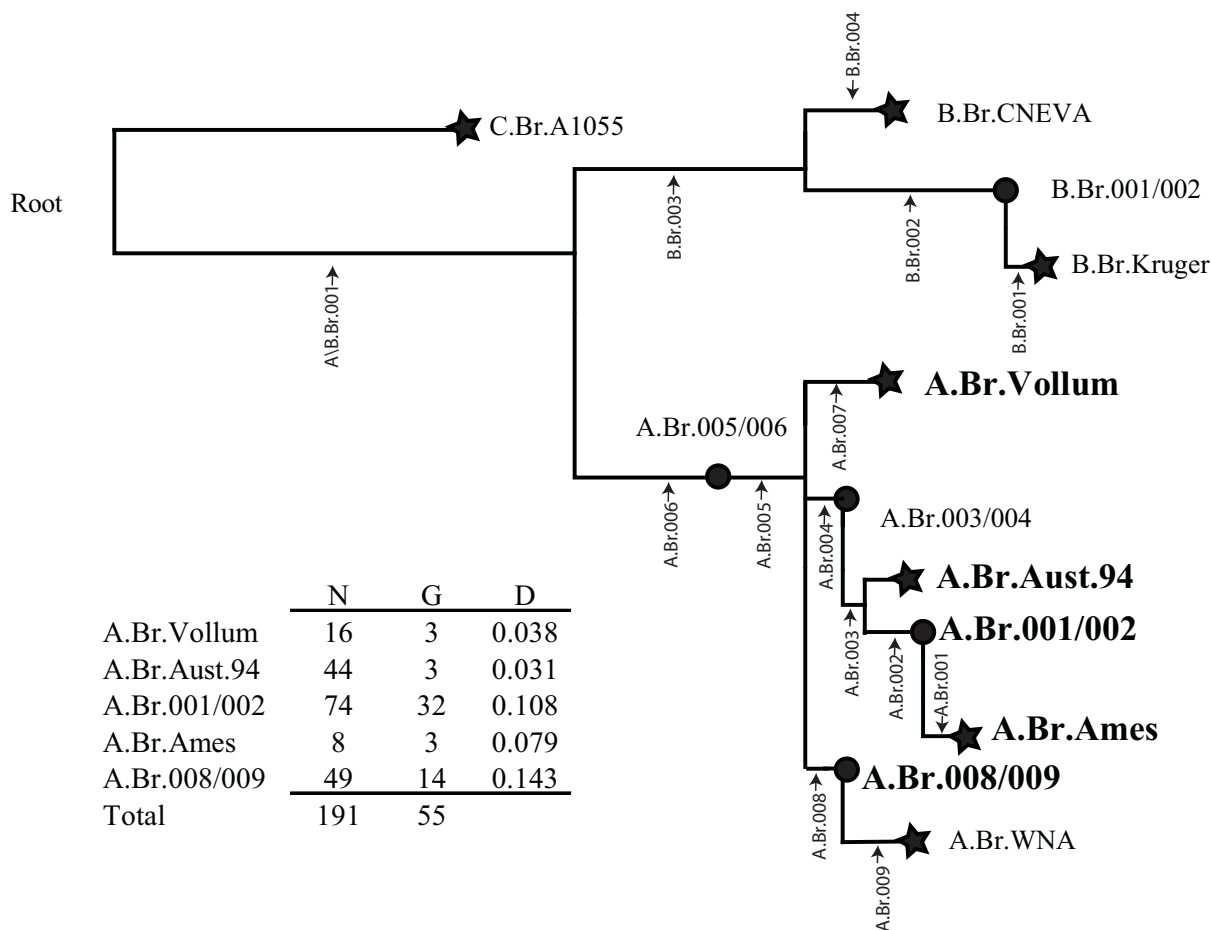 B.Br.004
B.Br.CNEVA
C.Br.A1055
Root
B.Br.003
B.Br.001/002
B.Br.002
B.Br.Kruger
B.Br.001
A\B.Br.001
A.Br.Vollum
A.Br.007
A.Br.005/006
A.Br.006
A.Br.005
A.Br.003/004
A.Br.004
A.Br.Aust.94
A.Br.001/002
A.Br.003
A.Br.002
A.Br.001
A.Br.Ames
A.Br.008/009
A.Br.008
A.Br.WNA
A.Br.009
N G D
A.Br.Vollum 16 3 0.038
A.Br.Aust.94 44 3 0.031
A.Br.001/002 74 32 0.108
A.Br.Ames 8 3 0.079
A.Br.008/009 49 14 0.143
Total 191 55